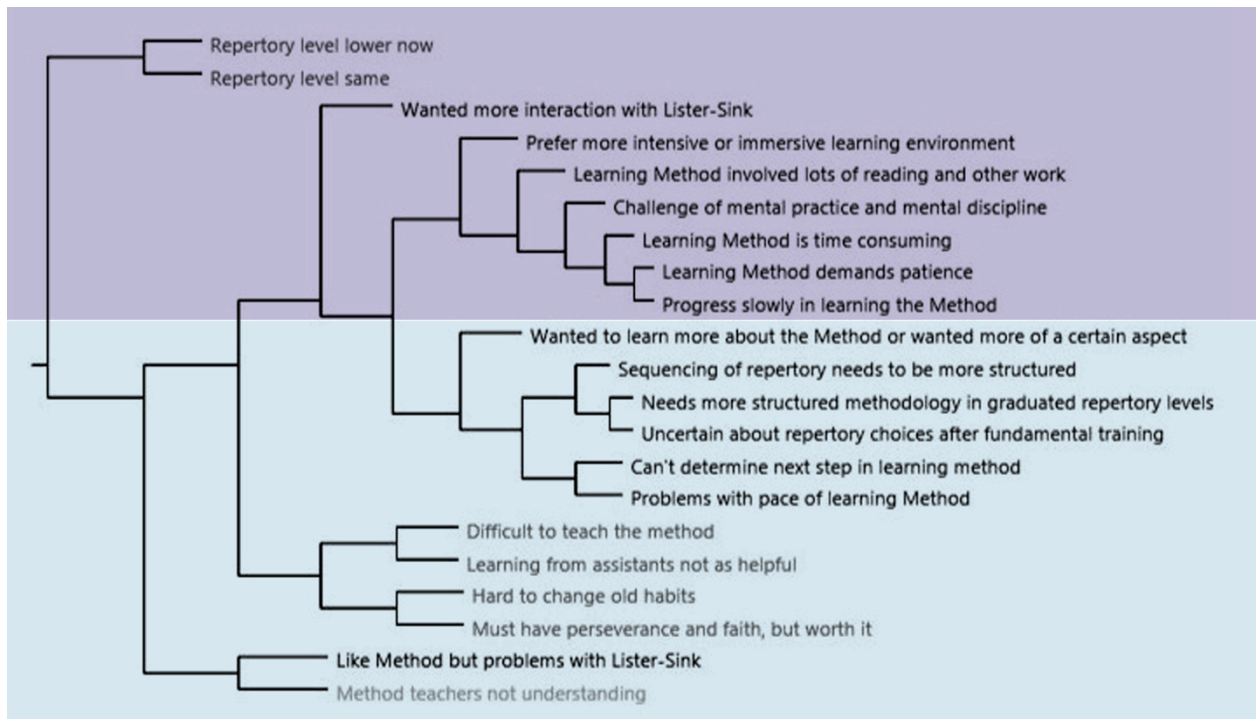 Repertory level lower now
Repertory level same
Wanted more interaction with Lister-Sink
Prefer more intensive or immersive learning environment
Learning Method involved lots of reading and other work
Challenge of mental practice and mental discipline
Learning Method is time consuming
Learning Method demands patience
Progress slowly in learning the Method
Wanted to learn more about the Method or wanted more of a certain aspect
Sequencing of repertory needs to be more structured
Needs more structured methodology in graduated repertory levels
Uncertain about repertory choices after fundamental training
Can't determine next step in learning method
Problems with pace of learning Method
Difficult to teach the method
Learning from assistants not as helpful
Hard to change old habits
Must have perseverance and faith, but worth it
Like Method but problems with Lister-Sink
Method teachers not understanding